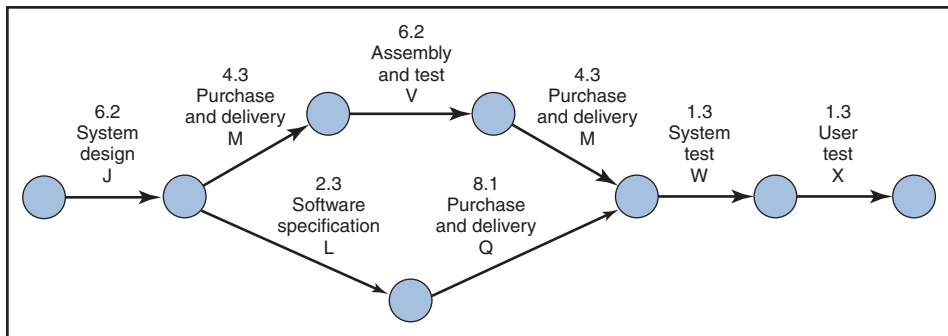 6.2
System
design
J
4.3
Purchase
and delivery
M
6.2
Assembly
and test
V
4.3
Purchase
and delivery
M
2.3
Software
specification
L
8.1
Purchase
and delivery
Q
1.3
System
test
W
1.3
User
test
X